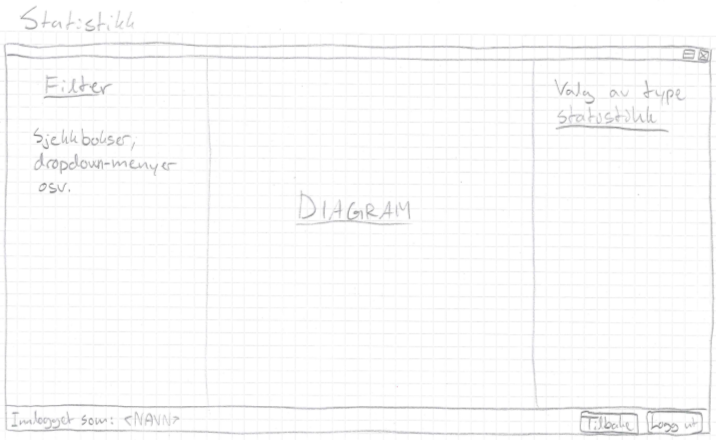 Statistikk
Filter
Sjekkbokser,
dropdown-menyer
osv.
DIAGRAM
Valg av type
statistikk
Innlogget som: <NAVN>
Tilbake
Logg ut